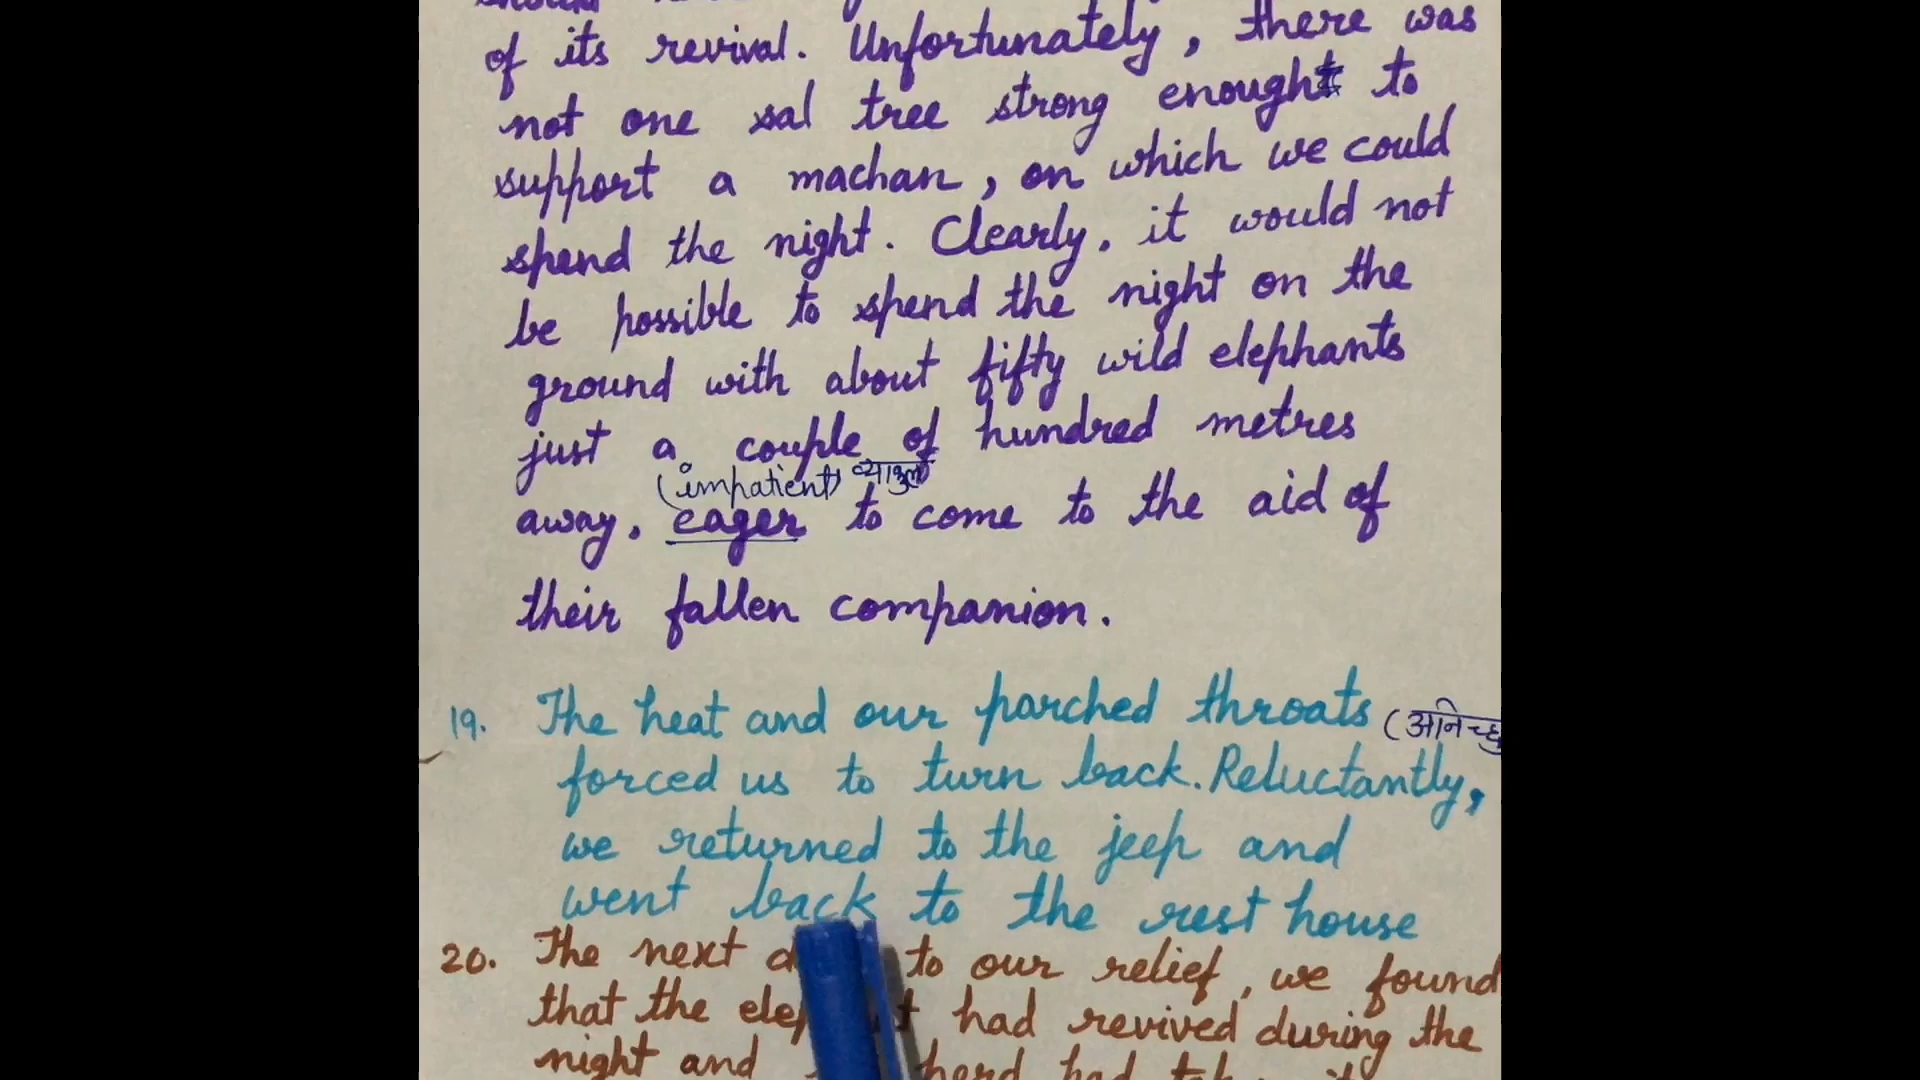 of its revival. Unfortunately, there was
not one sal tree strong enough to
support a machan, on which we could
spend the night. Clearly, it would not
be possible to spend the night on the
ground with about fifty wild elephants
just a couple of hundred metres
(impatient) व्याकुल
away, eager to come to the aid of
their fallen companion.
19. The heat and our parched throats (अनिच्छु
forced us to turn back. Reluctantly,
we returned to the jeep and
went back to the rest house
20. The next to our relief, we found
that the had revived during the
night and herd had